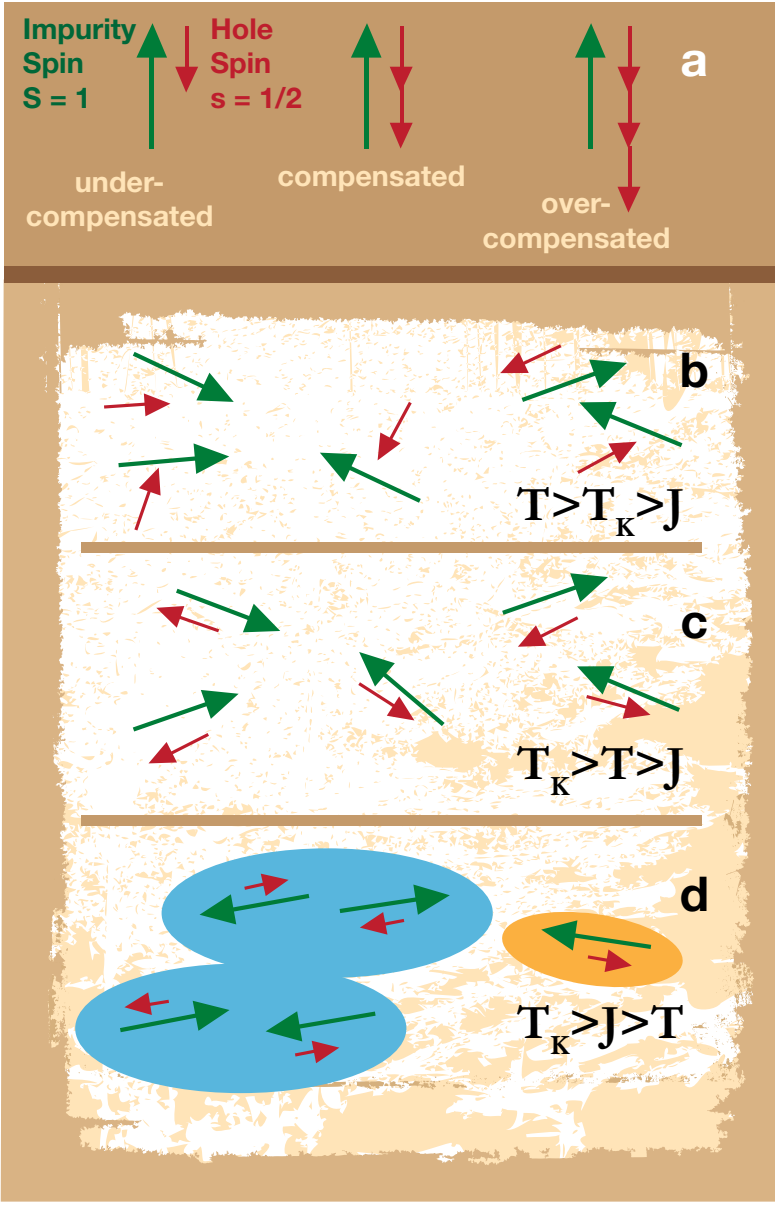 Impurity
Spin
S = 1
Hole
Spin
s = 1/2
a
under-
compensated
compensated
over-
compensated
b
T>T_K>J
c
T_K>T>J
d
T_K>J>T